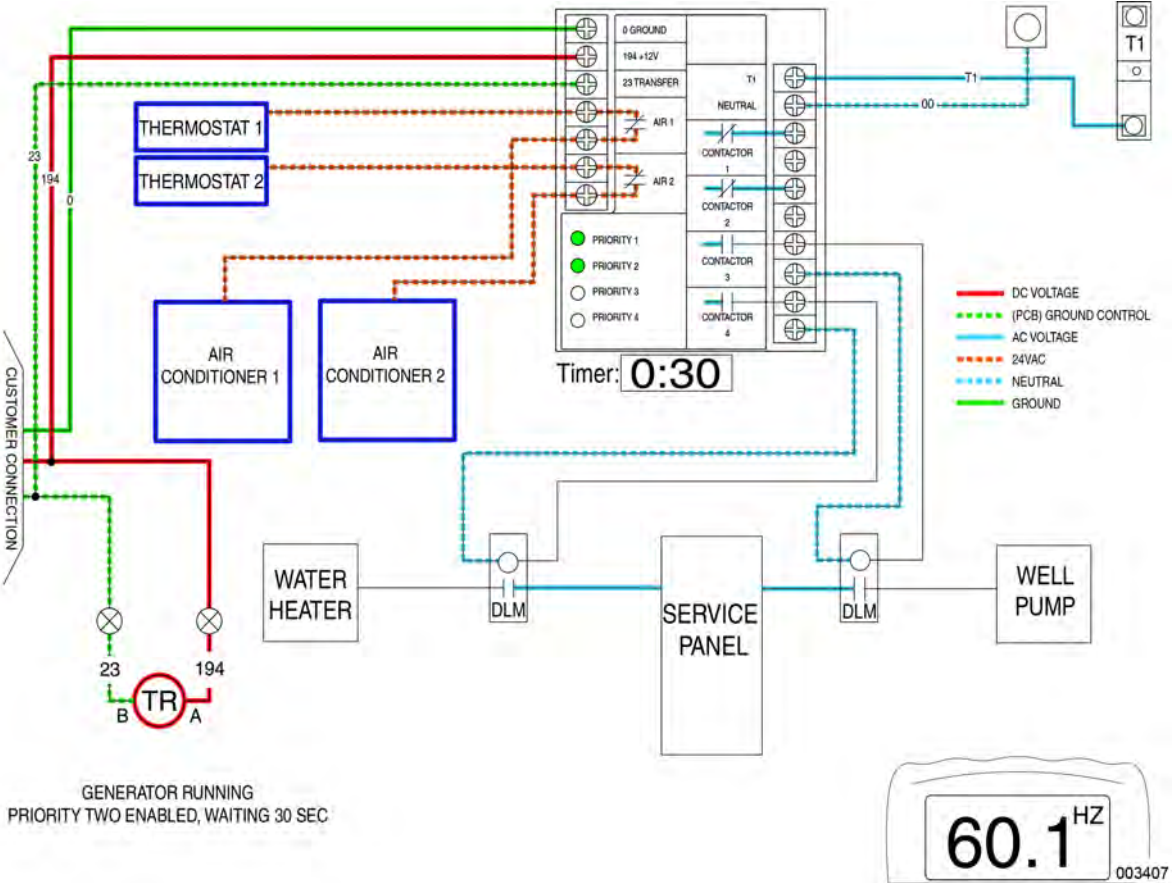 0 GROUND
194 +12V
23 TRANSFER
AIR 1
AIR 2
T1
NEUTRAL
CONTACTOR
1
CONTACTOR
2
CONTACTOR
3
CONTACTOR
4
PRIORITY 1
PRIORITY 2
PRIORITY 3
PRIORITY 4
Timer: 0:30
T1
00
T1
THERMOSTAT 1
THERMOSTAT 2
23
194
0
AIR
CONDITIONER 1
AIR
CONDITIONER 2
DC VOLTAGE
(PCB) GROUND CONTROL
AC VOLTAGE
24VAC
NEUTRAL
GROUND
CUSTOMER CONNECTION
WATER
HEATER
DLM
SERVICE
PANEL
DLM
WELL
PUMP
23
194
B
TR
A
GENERATOR RUNNING
PRIORITY TWO ENABLED, WAITING 30 SEC
60.1 HZ
003407